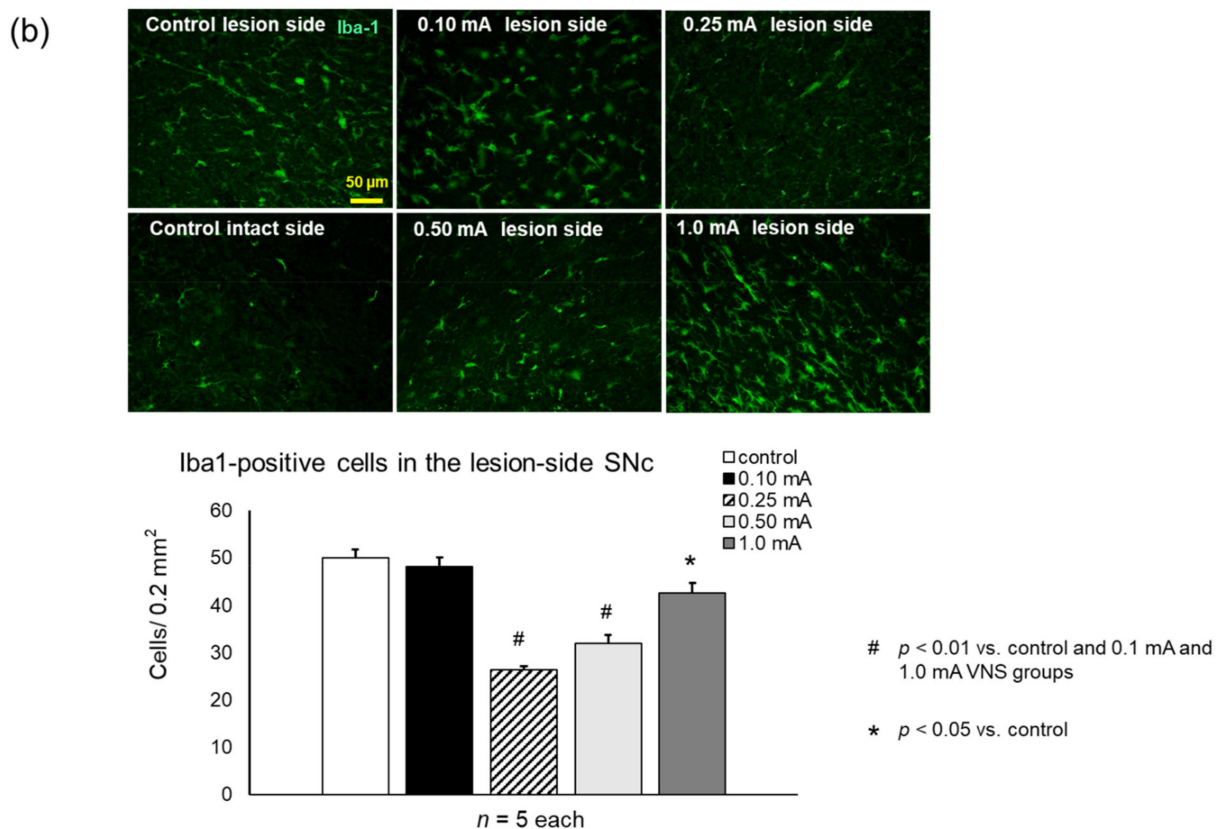 (b)
Control lesion side Iba-1
0.10 mA lesion side
0.25 mA lesion side
50 µm
Control intact side
0.50 mA lesion side
1.0 mA lesion side
Iba1-positive cells in the lesion-side SNc
control
0.10 mA
0.25 mA
0.50 mA
1.0 mA
Cells/ 0.2 mm²
60
50
40
30
20
10
0
#
#
*
n = 5 each
# p < 0.01 vs. control and 0.1 mA and
1.0 mA VNS groups
* p < 0.05 vs. control